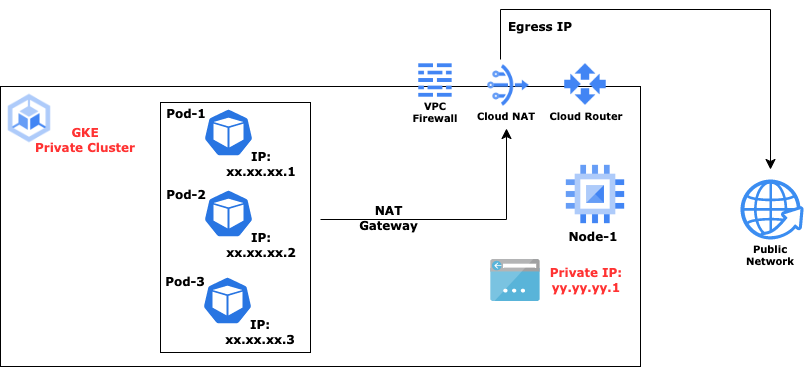 Egress IP
VPC
Firewall
Cloud NAT
Cloud Router
GKE
Private Cluster
Pod-1
IP:
xx.xx.xx.1
Pod-2
IP:
xx.xx.xx.2
Pod-3
IP:
xx.xx.xx.3
NAT
Gateway
Node-1
Private IP:
yy.yy.yy.1
Public
Network